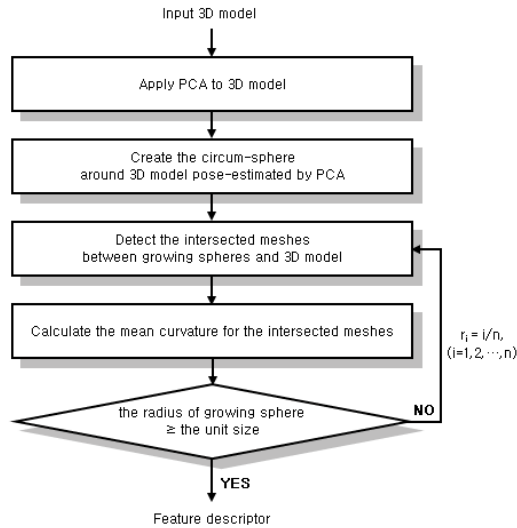 Input 3D model
Apply PCA to 3D model
Create the circum-sphere
around 3D model pose-estimated by PCA
Detect the intersected meshes
between growing spheres and 3D model
Calculate the mean curvature for the intersected meshes
r_i = i/n,
(i=1,2,⋯,n)
the radius of growing sphere
≥ the unit size
NO
YES
Feature descriptor